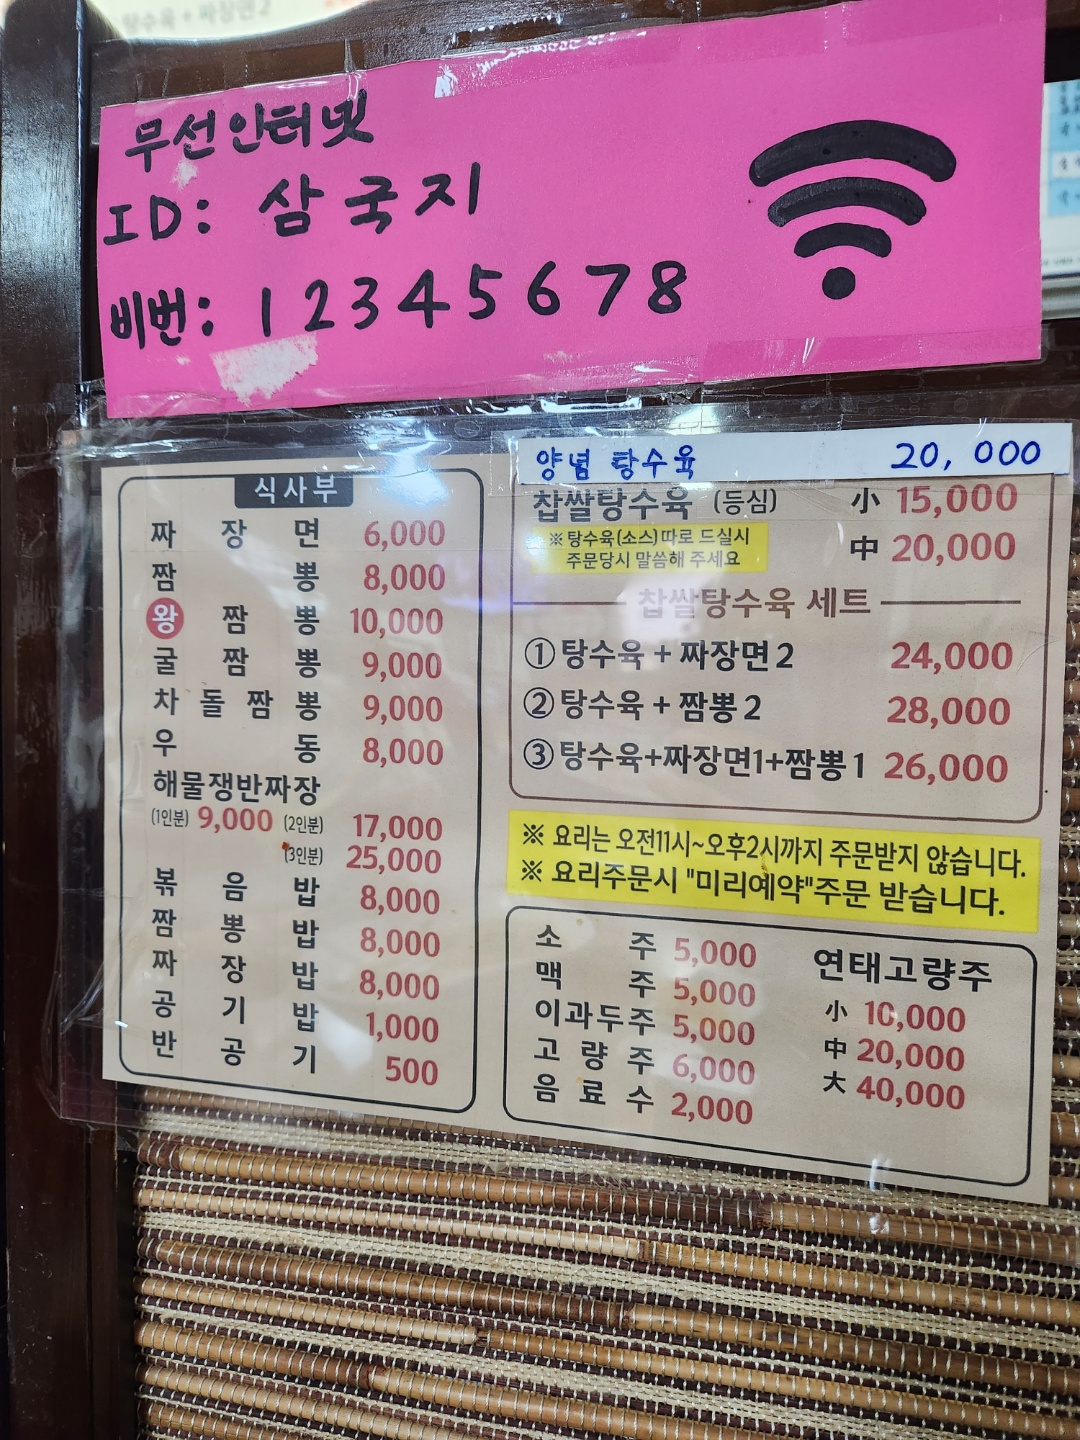 탕수육 + 짜장면2
무선인터넷
ID: 삼국지
비번: 12345678
식사부
짜장면 6,000
짬뽕 8,000
왕짬뽕 10,000
굴짬뽕 9,000
차돌짬뽕 9,000
우동 8,000
해물쟁반짜장
(1인분) 9,000 (2인분) 17,000
(3인분) 25,000
볶음밥 8,000
짬뽕밥 8,000
짜장밥 8,000
공기밥 1,000
반공기 500
양념 탕수육 20,000
찹쌀탕수육 (등심) 小 15,000
※ 탕수육(소스)따로 드실시
주문당시 말씀해 주세요
中 20,000
찹쌀탕수육 세트
① 탕수육 + 짜장면2 24,000
② 탕수육 + 짬뽕2 28,000
③ 탕수육+짜장면1+짬뽕1 26,000
※ 요리는 오전11시~오후2시까지 주문받지 않습니다.
※ 요리주문시 "미리예약"주문 받습니다.
소주 5,000
맥주 5,000
이과두주 5,000
고량주 6,000
음료수 2,000
연태고량주
小 10,000
中 20,000
大 40,000